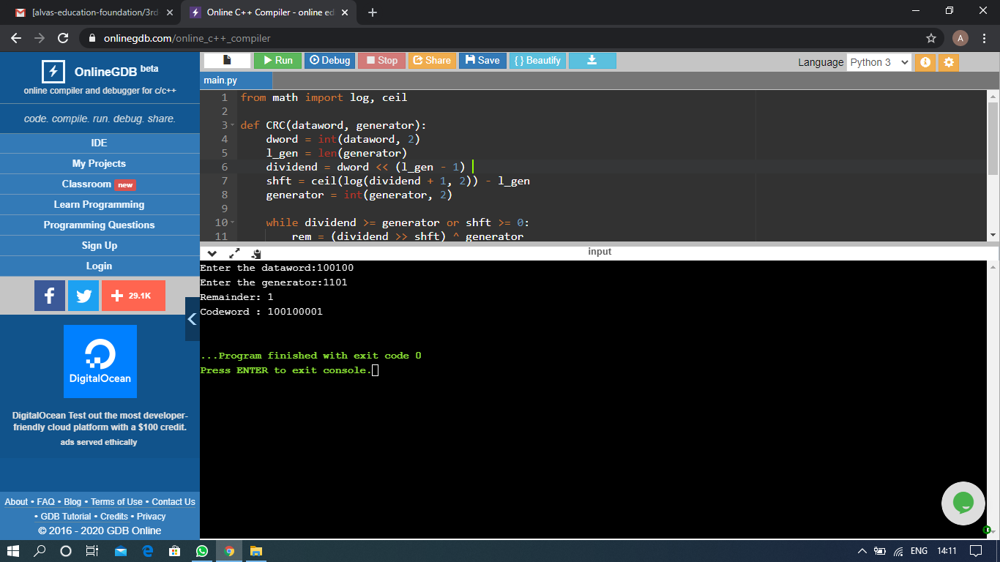 [alvas-education-foundation/3rd
Online C++ Compiler - online ed
onlinegdb.com/online_c++_compiler
A
OnlineGDB beta
online compiler and debugger for c/c++
code. compile. run. debug. share.
IDE
My Projects
Classroom new
Learn Programming
Programming Questions
Sign Up
Login
f
29.1K
DigitalOcean
DigitalOcean Test out the most developer-
friendly cloud platform with a $100 credit.
ads served ethically
About • FAQ • Blog • Terms of Use • Contact Us
• GDB Tutorial • Credits • Privacy
© 2016 - 2020 GDB Online
Run Debug Stop Share Save { } Beautify
Language Python 3
main.py
1 from math import log, ceil
2
3 def CRC(dataword, generator):
4     dword = int(dataword, 2)
5     l_gen = len(generator)
6     dividend = dword << (l_gen - 1)
7     shft = ceil(log(dividend + 1, 2)) - l_gen
8     generator = int(generator, 2)
9
10     while dividend >= generator or shft >= 0:
11         rem = (dividend >> shft) ^ generator
input
Enter the dataword:100100
Enter the generator:1101
Remainder: 1
Codeword : 100100001
...Program finished with exit code 0
Press ENTER to exit console.
ENG 14:11